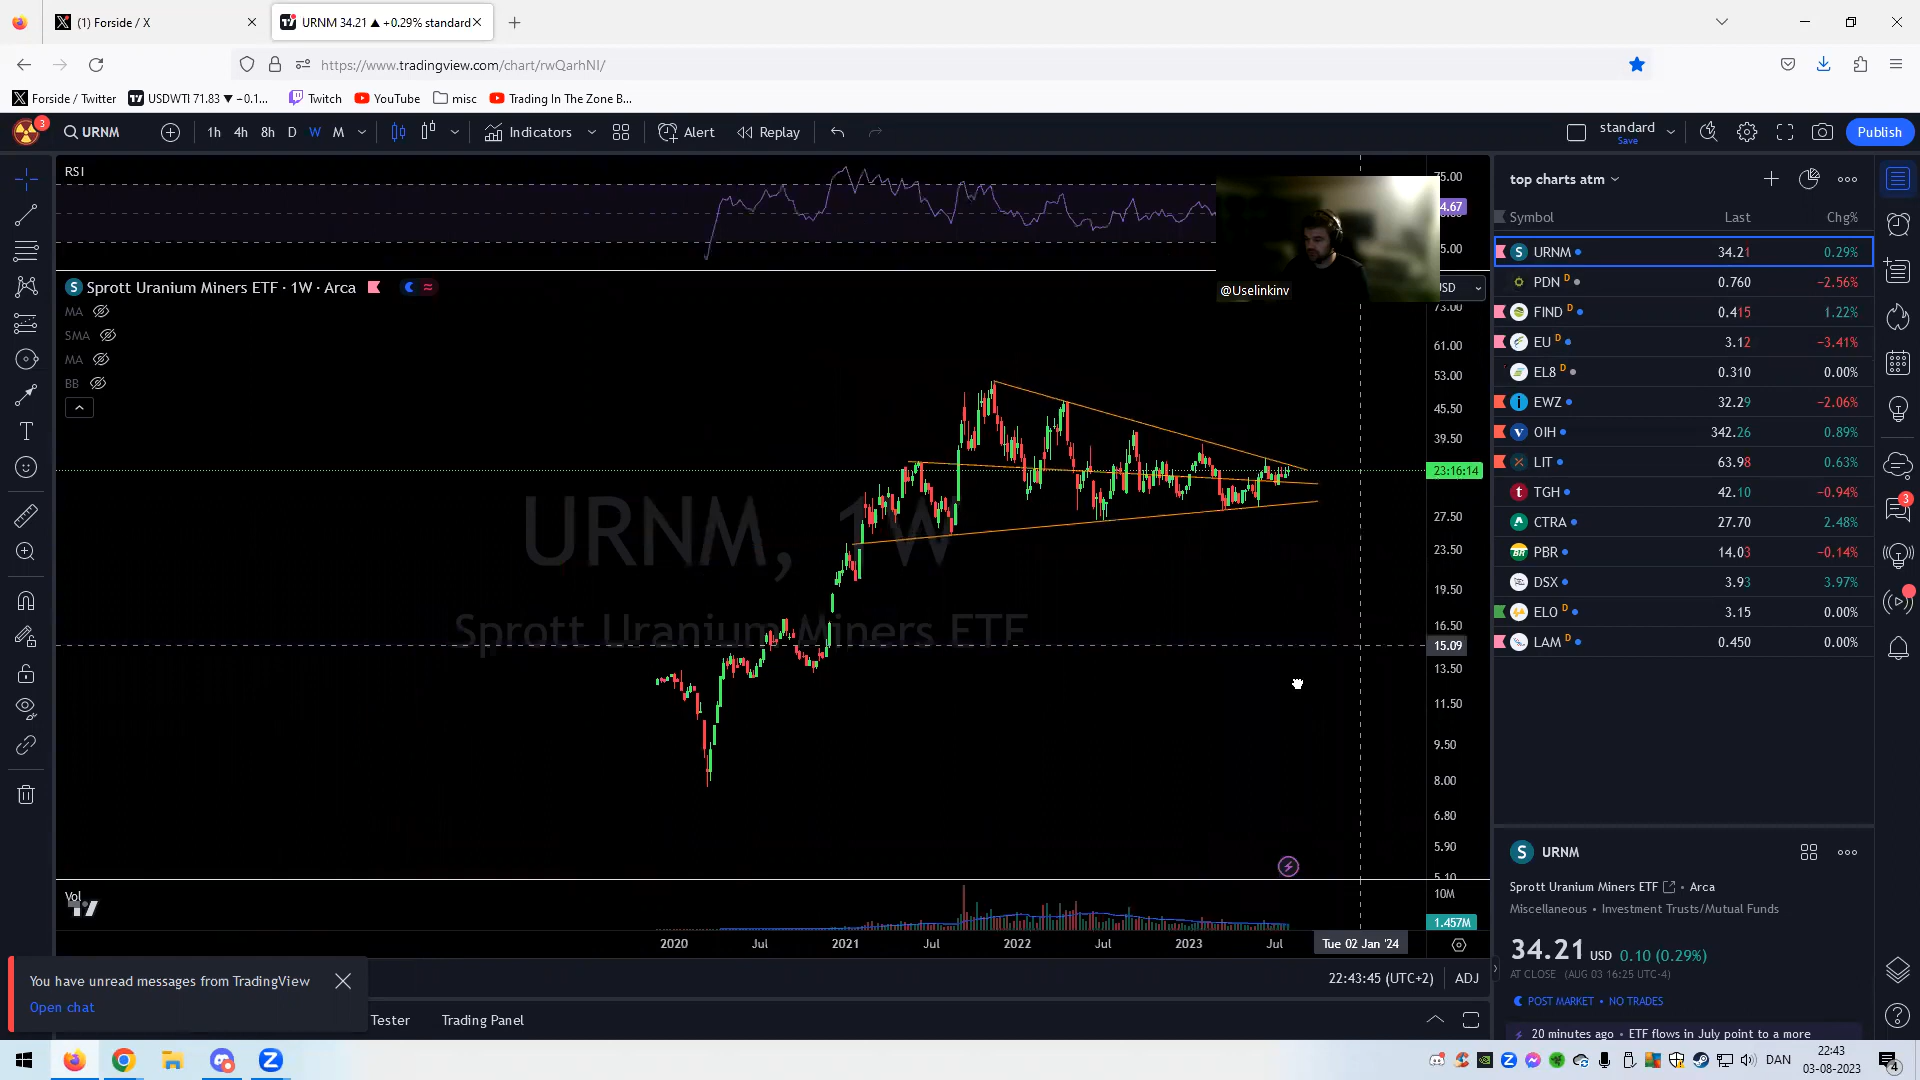 (1) Forside / X
URNM 34.21 ▲ +0.29% standard
https://www.tradingview.com/chart/rwQarhNI/
Forside / Twitter
USDWTI 71.83 ▼ −0.1...
Twitch
YouTube
misc
Trading In The Zone B...
3
URNM
1h 4h 8h D W M
Indicators
Alert
Replay
standard
Save
Publish
RSI
75.00
4.67
5.00
@Uselinkinv
Sprott Uranium Miners ETF · 1W · Arca
MA
SMA
MA
BB
SD
73.00
61.00
53.00
45.50
39.50
23:16:14
27.50
23.50
19.50
16.50
15.09
13.50
11.50
9.50
8.00
6.80
5.90
5.10
URNM, 1W
Sprott Uranium Miners ETF
Vol
10M
1.457M
2020 Jul 2021 Jul 2022 Jul 2023 Jul
Tue 02 Jan '24
22:43:45 (UTC+2)
ADJ
You have unread messages from TradingView
Open chat
Tester
Trading Panel
top charts atm
Symbol Last Chg%
URNM 34.21 0.29%
PDN D 0.760 −2.56%
FIND D 0.415 1.22%
EU D 3.12 −3.41%
EL8 D 0.310 0.00%
EWZ 32.29 −2.06%
OIH 342.26 0.89%
LIT 63.98 0.63%
TGH 42.10 −0.94%
CTRA 27.70 2.48%
PBR 14.03 −0.14%
DSX 3.93 3.97%
ELO D 3.15 0.00%
LAM D 0.450 0.00%
3
URNM
Sprott Uranium Miners ETF • Arca
Miscellaneous • Investment Trusts/Mutual Funds
34.21 USD 0.10 (0.29%)
AT CLOSE (AUG 03 16:25 UTC-4)
POST MARKET • NO TRADES
20 minutes ago • ETF flows in July point to a more
DAN
22:43
03-08-2023
4